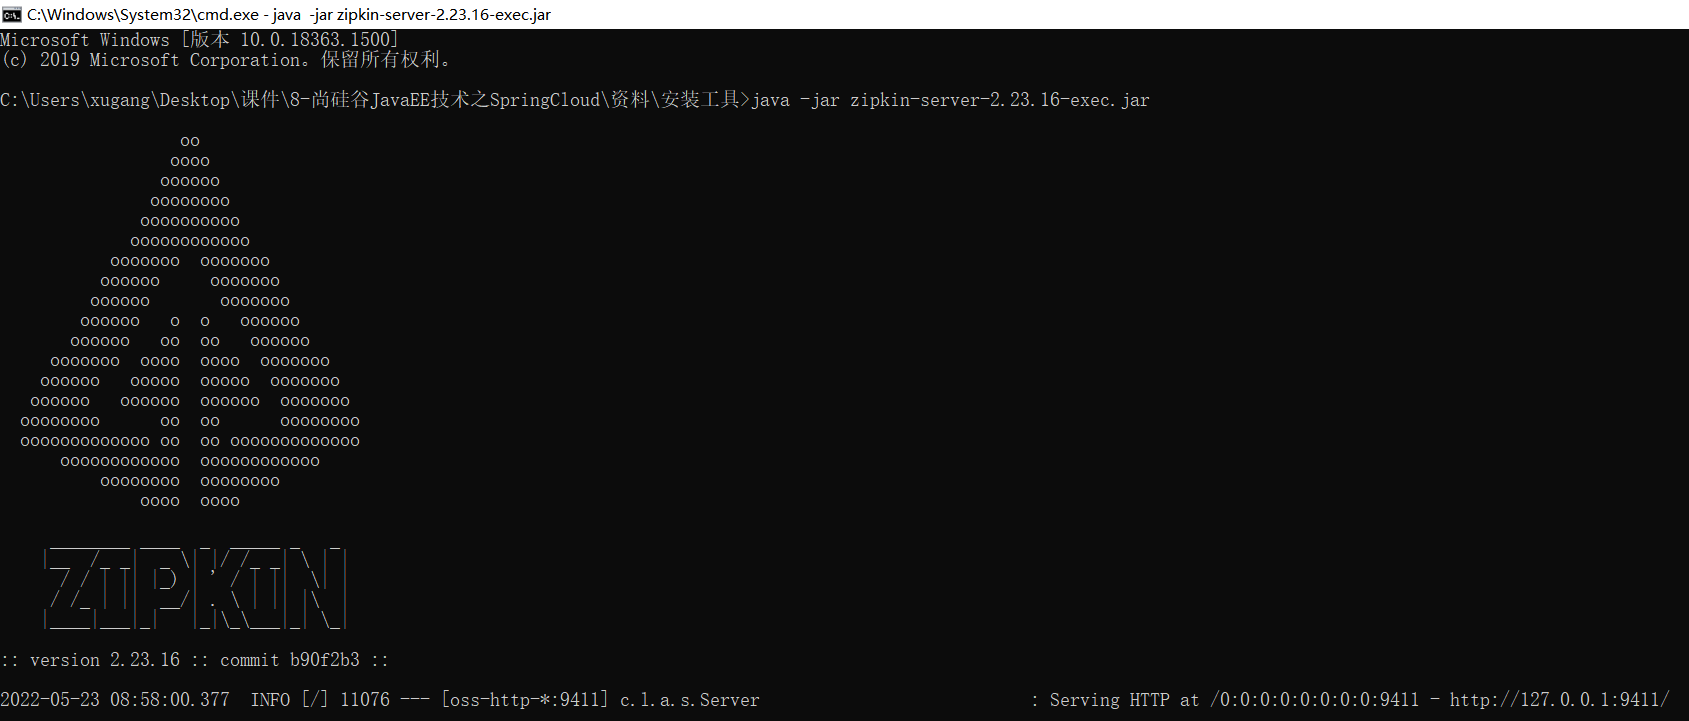 C:\Windows\System32\cmd.exe - java  -jar zipkin-server-2.23.16-exec.jar
Microsoft Windows [版本 10.0.18363.1500]
(c) 2019 Microsoft Corporation。保留所有权利。
C:\Users\xugang\Desktop\课件\8-尚硅谷JavaEE技术之SpringCloud\资料\安装工具>java -jar zipkin-server-2.23.16-exec.jar
                  oo
                 oooo
                oooooo
               oooooooo
              oooooooooo
             oooooooooooo
           ooooooo  ooooooo
          oooooo     ooooooo
         oooooo       ooooooo
        oooooo   o  o   oooooo
       oooooo   oo  oo   oooooo
     ooooooo  oooo  oooo  ooooooo
    oooooo   ooooo  ooooo  ooooooo
   oooooo   oooooo  oooooo  ooooooo
  oooooooo      oo  oo      oooooooo
  ooooooooooooo oo  oo ooooooooooooo
      oooooooooooo  oooooooooooo
          oooooooo  oooooooo
              oooo  oooo
     ________ ____  _  _____ _   _
    |__  /_ _|  _ \| |/ /_ _| \ | |
      / / | || |_) | ' / | ||  \| |
     / /_ | ||  __/| . \ | || |\  |
    |____|___|_|   |_|\_\___|_| \_|
:: version 2.23.16 :: commit b90f2b3 ::
2022-05-23 08:58:00.377  INFO [/] 11076 --- [oss-http-*:9411] c.l.a.s.Server                           : Serving HTTP at /0:0:0:0:0:0:0:0:9411 - http://127.0.0.1:9411/